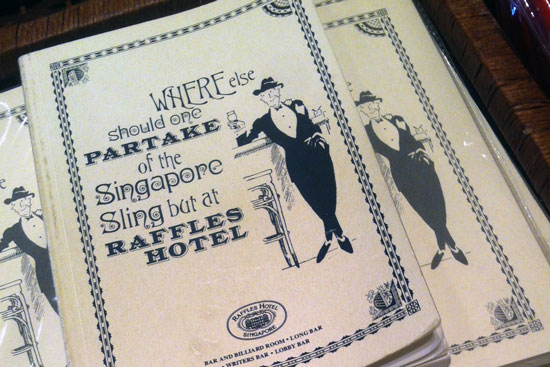 WHERE else
should one
PARTAKE
of the
Singapore
Sling but at
RAFFLES
HOTEL
RAFFLES HOTEL
SINGAPORE
BAR AND BILLIARD ROOM • LONG BAR
• WRITERS BAR • LOBBY BAR